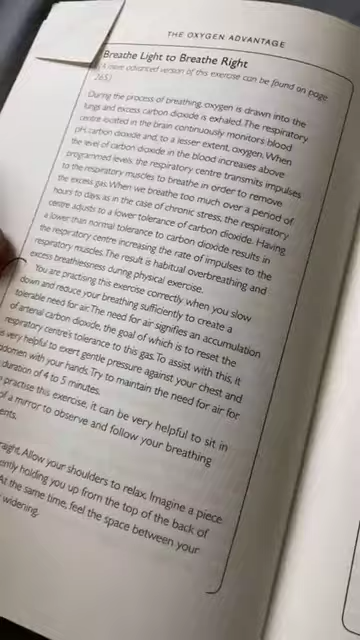 THE OXYGEN ADVANTAGE
Breathe Light to Breathe Right
(A more advanced version of this exercise can be found on page
265.)
During the process of breathing, oxygen is drawn into the
lungs and excess carbon dioxide is exhaled. The respiratory
centre located in the brain continuously monitors blood
pH, carbon dioxide and, to a lesser extent, oxygen. When
the level of carbon dioxide in the blood increases above
programmed levels, the respiratory centre transmits impulses
to the respiratory muscles to breathe in order to remove
the excess gas. When we breathe too much over a period of
hours to days, as in the case of chronic stress, the respiratory
centre adjusts to a lower tolerance of carbon dioxide. Having
a lower than normal tolerance to carbon dioxide results in
the respiratory centre increasing the rate of impulses to the
respiratory muscles. The result is habitual overbreathing and
excess breathlessness during physical exercise.
You are practising this exercise correctly when you slow
down and reduce your breathing sufficiently to create a
tolerable need for air. The need for air signifies an accumulation
of arterial carbon dioxide, the goal of which is to reset the
respiratory centre's tolerance to this gas. To assist with this, it
is very helpful to exert gentle pressure against your chest and
domen with your hands. Try to maintain the need for air for
duration of 4 to 5 minutes.
practise this exercise, it can be very helpful to sit in
of a mirror to observe and follow your breathing
ents.
raight. Allow your shoulders to relax. Imagine a piece
ently holding you up from the top of the back of
At the same time, feel the space between your
widening.